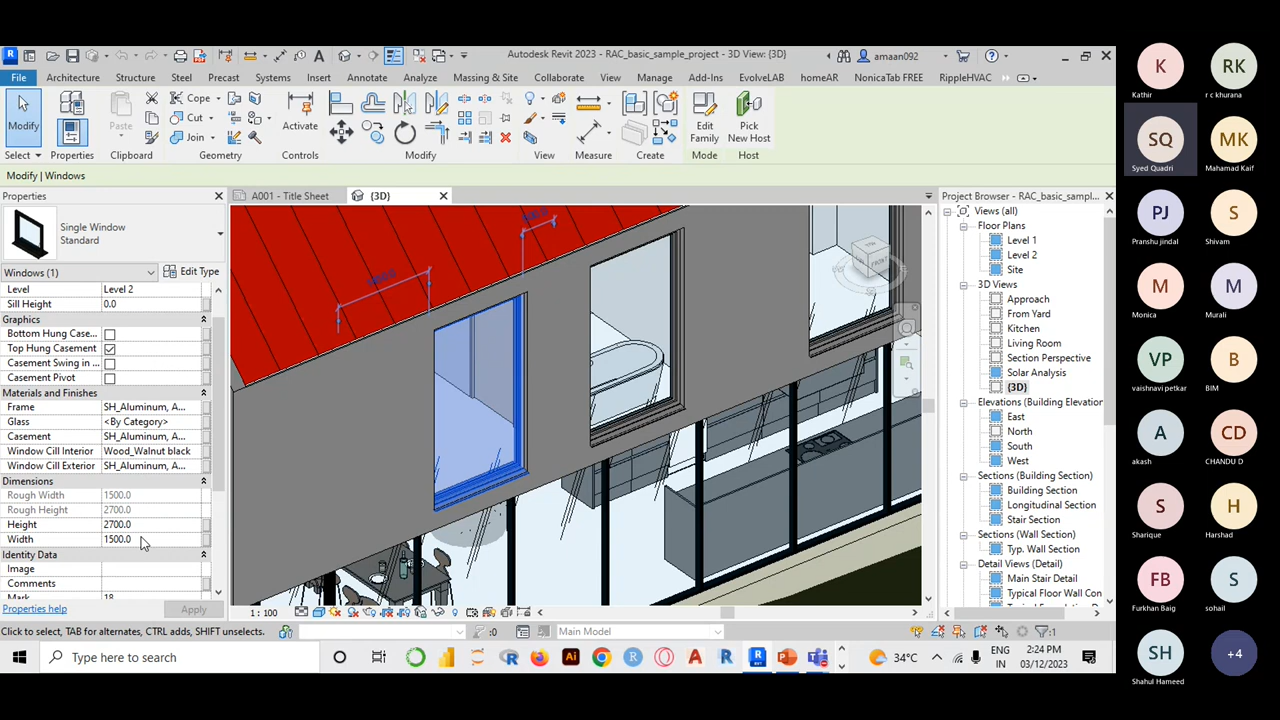 Autodesk Revit 2023 - RAC_basic_sample_project - 3D View: {3D}
amaan092
File
Architecture
Structure
Steel
Precast
Systems
Insert
Annotate
Analyze
Massing & Site
Collaborate
View
Manage
Add-Ins
EvolveLAB
homeAR
NonicaTab FREE
RippleHVAC
Modify
Select
Properties
Paste
Clipboard
Cope
Cut
Join
Geometry
Activate
Controls
Modify
View
Measure
Create
Edit
Family
Mode
Pick
New Host
Host
Modify | Windows
Properties
Single Window
Standard
Windows (1)
Edit Type
Level Level 2
Sill Height 0.0
Graphics
Bottom Hung Case...
Top Hung Casement
Casement Swing in ...
Casement Pivot
Materials and Finishes
Frame SH_Aluminum, A...
Glass <By Category>
Casement SH_Aluminum, A...
Window Cill Interior Wood_Walnut black
Window Cill Exterior SH_Aluminum, A...
Dimensions
Rough Width 1500.0
Rough Height 2700.0
Height 2700.0
Width 1500.0
Identity Data
Image
Comments
Mark 18
Properties help
Apply
A001 - Title Sheet
{3D}
FRONT
1 : 100
Project Browser - RAC_basic_sampl...
Views (all)
Floor Plans
Level 1
Level 2
Site
3D Views
Approach
From Yard
Kitchen
Living Room
Section Perspective
Solar Analysis
{3D}
Elevations (Building Elevation
East
North
South
West
Sections (Building Section)
Building Section
Longitudinal Section
Stair Section
Sections (Wall Section)
Typ. Wall Section
Detail Views (Detail)
Main Stair Detail
Typical Floor Wall Con
Click to select, TAB for alternates, CTRL adds, SHIFT unselects.
:0
Main Model
:1
Type here to search
34°C
ENG
IN
2:24 PM
03/12/2023
K
Kathir
RK
r c khurana
SQ
Syed Quadri
MK
Mahamad Kaif
PJ
Pranshu jindal
S
Shivam
M
Monica
M
Murali
VP
vaishnavi petkar
B
BIM
A
akash
CD
CHANDU D
S
Sharique
H
Harshad
FB
Furkhan Baig
S
sohail
SH
Shahul Hameed
+4